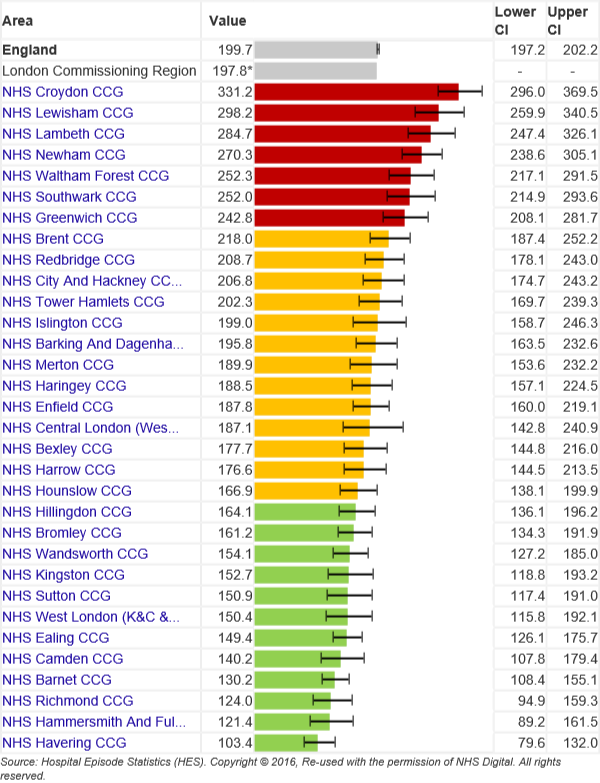 Area Value Lower CI Upper CI
England 199.7 197.2 202.2
London Commissioning Region 197.8* - -
NHS Croydon CCG 331.2 296.0 369.5
NHS Lewisham CCG 298.2 259.9 340.5
NHS Lambeth CCG 284.7 247.4 326.1
NHS Newham CCG 270.3 238.6 305.1
NHS Waltham Forest CCG 252.3 217.1 291.5
NHS Southwark CCG 252.0 214.9 293.6
NHS Greenwich CCG 242.8 208.1 281.7
NHS Brent CCG 218.0 187.4 252.2
NHS Redbridge CCG 208.7 178.1 243.0
NHS City And Hackney CC... 206.8 174.7 243.2
NHS Tower Hamlets CCG 202.3 169.7 239.3
NHS Islington CCG 199.0 158.7 246.3
NHS Barking And Dagenha... 195.8 163.5 232.6
NHS Merton CCG 189.9 153.6 232.2
NHS Haringey CCG 188.5 157.1 224.5
NHS Enfield CCG 187.8 160.0 219.1
NHS Central London (Wes... 187.1 142.8 240.9
NHS Bexley CCG 177.7 144.8 216.0
NHS Harrow CCG 176.6 144.5 213.5
NHS Hounslow CCG 166.9 138.1 199.9
NHS Hillingdon CCG 164.1 136.1 196.2
NHS Bromley CCG 161.2 134.3 191.9
NHS Wandsworth CCG 154.1 127.2 185.0
NHS Kingston CCG 152.7 118.8 193.2
NHS Sutton CCG 150.9 117.4 191.0
NHS West London (K&C &... 150.4 115.8 192.1
NHS Ealing CCG 149.4 126.1 175.7
NHS Camden CCG 140.2 107.8 179.4
NHS Barnet CCG 130.2 108.4 155.1
NHS Richmond CCG 124.0 94.9 159.3
NHS Hammersmith And Ful... 121.4 89.2 161.5
NHS Havering CCG 103.4 79.6 132.0
Source: Hospital Episode Statistics (HES). Copyright © 2016, Re-used with the permission of NHS Digital. All rights
reserved.